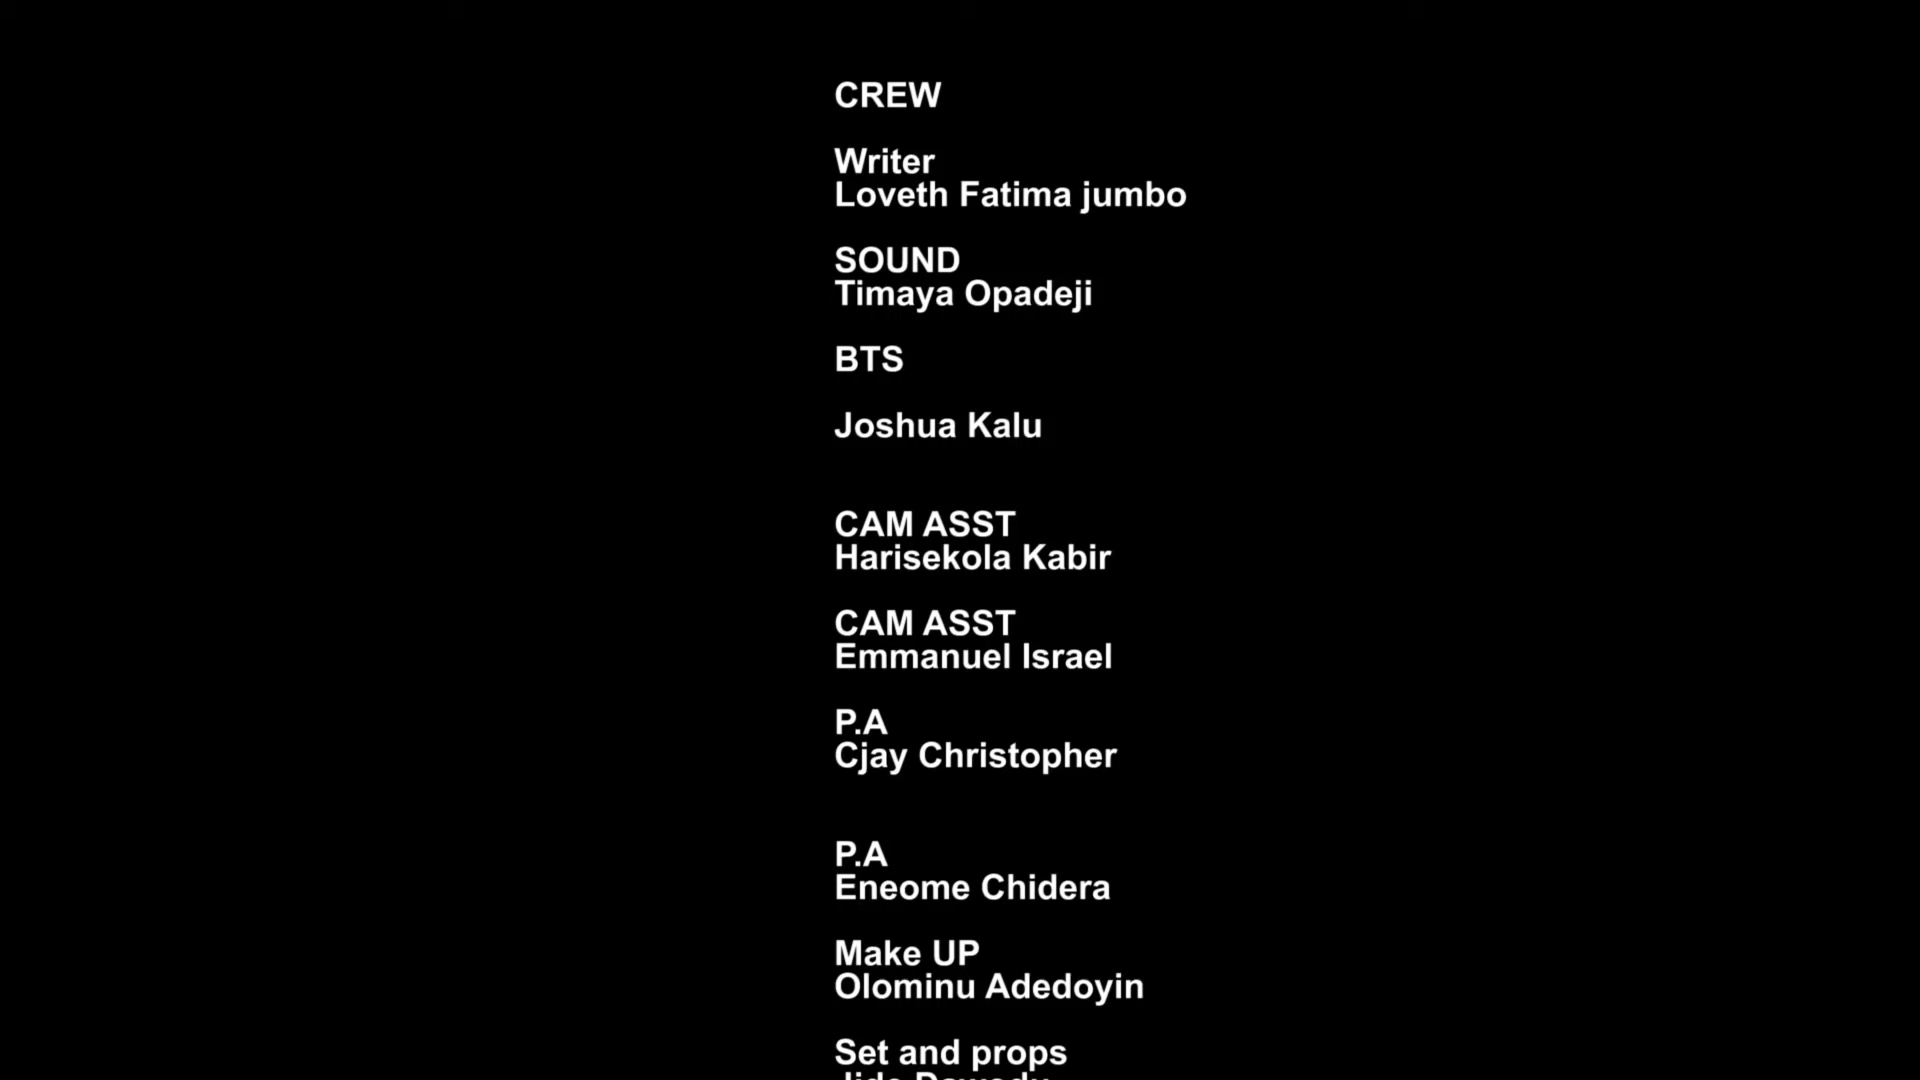 CREW
Writer
Loveth Fatima jumbo
SOUND
Timaya Opadeji
BTS
Joshua Kalu
CAM ASST
Harisekola Kabir
CAM ASST
Emmanuel Israel
P.A
Cjay Christopher
P.A
Eneome Chidera
Make UP
Olominu Adedoyin
Set and props